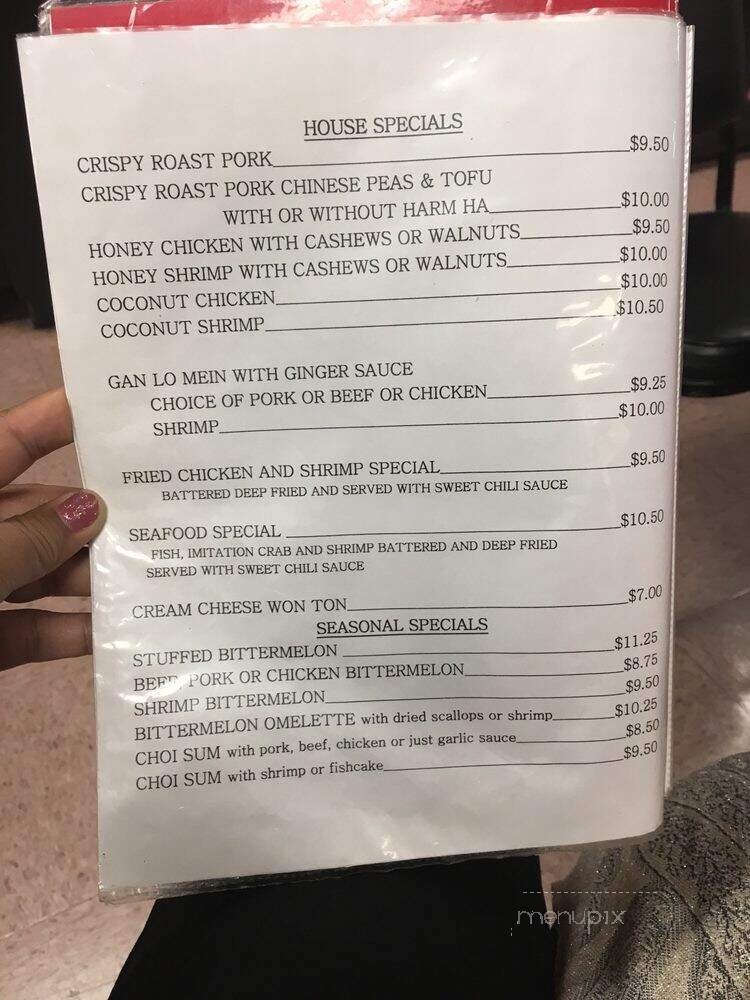 HOUSE SPECIALS
CRISPY ROAST PORK $9.50
CRISPY ROAST PORK CHINESE PEAS & TOFU
WITH OR WITHOUT HARM HA $10.00
HONEY CHICKEN WITH CASHEWS OR WALNUTS $9.50
HONEY SHRIMP WITH CASHEWS OR WALNUTS $10.00
COCONUT CHICKEN $10.00
COCONUT SHRIMP $10.50
GAN LO MEIN WITH GINGER SAUCE
CHOICE OF PORK OR BEEF OR CHICKEN $9.25
SHRIMP $10.00
FRIED CHICKEN AND SHRIMP SPECIAL $9.50
BATTERED DEEP FRIED AND SERVED WITH SWEET CHILI SAUCE
SEAFOOD SPECIAL $10.50
FISH, IMITATION CRAB AND SHRIMP BATTERED AND DEEP FRIED
SERVED WITH SWEET CHILI SAUCE
CREAM CHEESE WON TON $7.00
SEASONAL SPECIALS
STUFFED BITTERMELON $11.25
BEEF, PORK OR CHICKEN BITTERMELON $8.75
SHRIMP BITTERMELON $9.50
BITTERMELON OMELETTE with dried scallops or shrimp $10.25
CHOI SUM with pork, beef, chicken or just garlic sauce $8.50
CHOI SUM with shrimp or fishcake $9.50
menupix